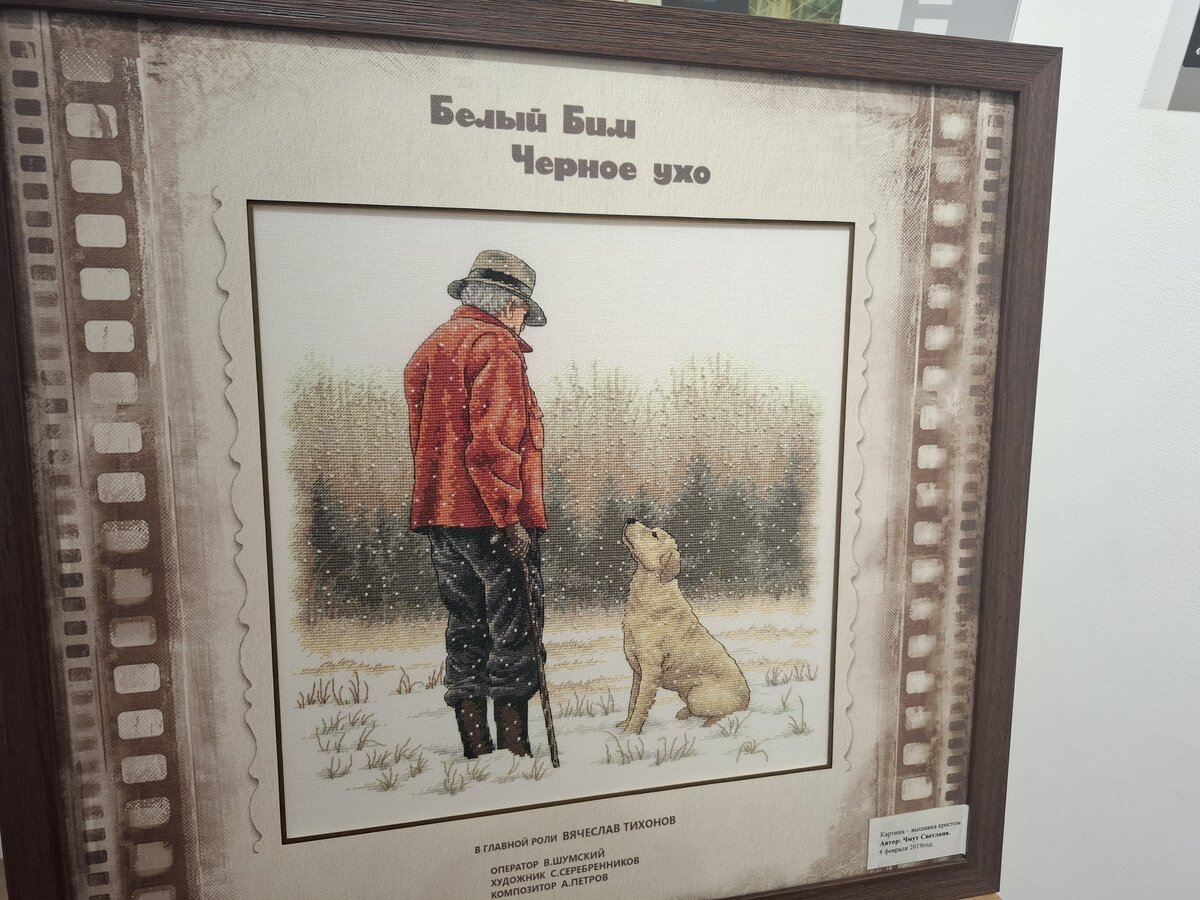 Белый Бим
Черное ухо
В ГЛАВНОЙ РОЛИ ВЯЧЕСЛАВ ТИХОНОВ
ОПЕРАТОР В.ШУМСКИЙ
ХУДОЖНИК С.СЕРЕБРЕННИКОВ
КОМПОЗИТОР А.ПЕТРОВ
Картина – вышивка крестом.
Автор: Чмут Светлана.
8 февраля 2019год.